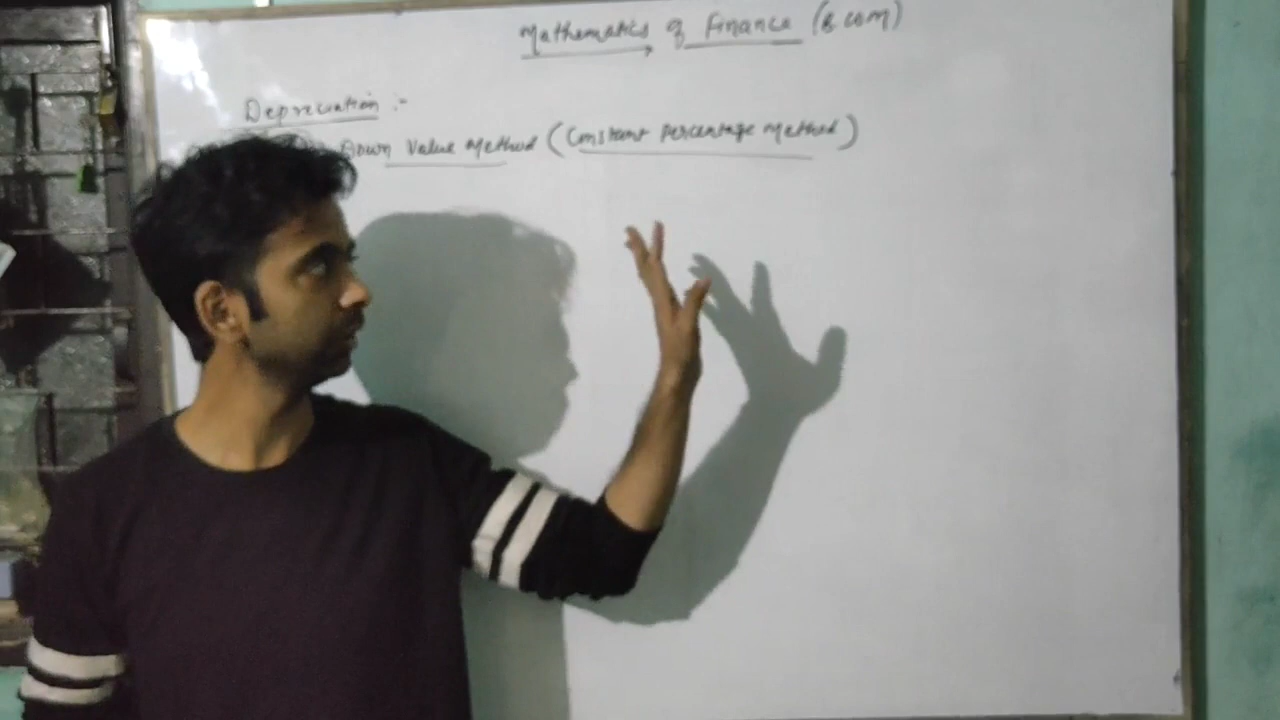 Mathematics of Finance (B.com)
Depreciation :-
Down Value Method (Constant Percentage Method)